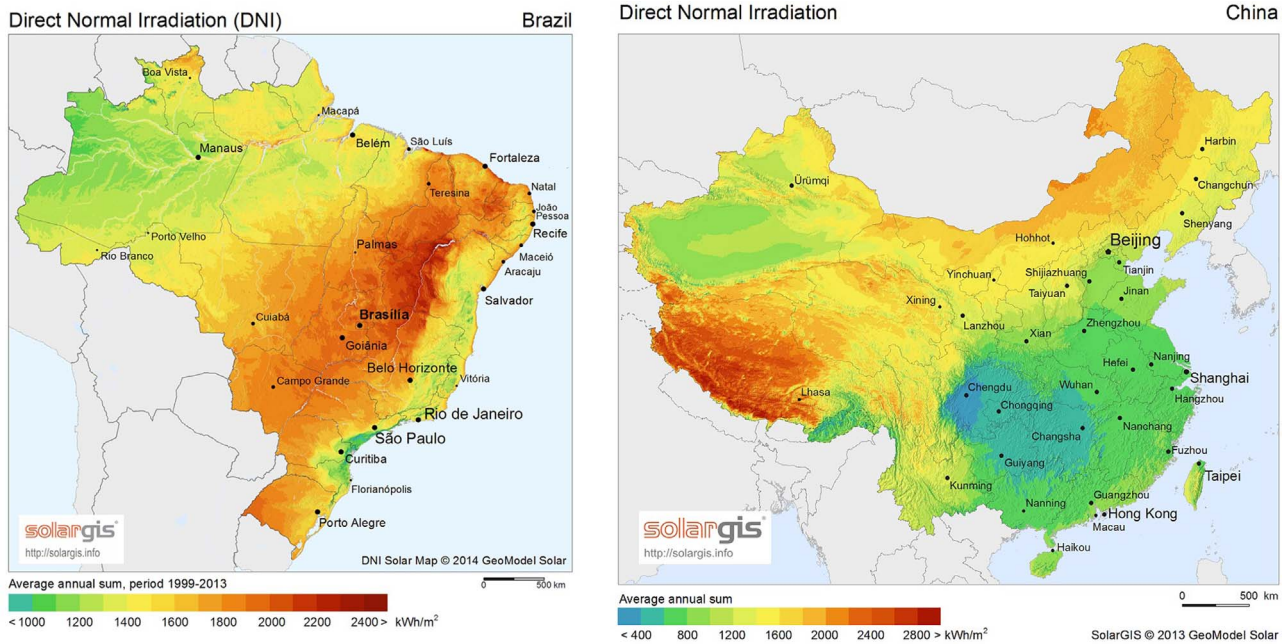 Direct Normal Irradiation (DNI) Brazil
Boa Vista
Macapá
Manaus
Belém
São Luís
Fortaleza
Teresina
Natal
João
Pessoa
Recife
Porto Velho
Palmas
Maceió
Rio Branco
Aracaju
Salvador
Cuiabá
Brasília
Goiânia
Belo Horizonte
Campo Grande
Vitória
Rio de Janeiro
São Paulo
Curitiba
Florianópolis
Porto Alegre
solargis
http://solargis.info
DNI Solar Map © 2014 GeoModel Solar
Average annual sum, period 1999-2013
0 500 km
< 1000 1200 1400 1600 1800 2000 2200 2400 > kWh/m²
Direct Normal Irradiation China
Harbin
Changchun
Ürümqi
Shenyang
Hohhot
Beijing
Yinchuan
Shijiazhuang
Tianjin
Taiyuan
Jinan
Xining
Lanzhou
Zhengzhou
Xian
Hefei
Nanjing
Shanghai
Lhasa
Chengdu
Wuhan
Hangzhou
Chongqing
Nanchang
Changsha
Fuzhou
Guiyang
Taipei
Kunming
Guangzhou
Nanning
Hong Kong
Macau
Haikou
solargis
http://solargis.info
Average annual sum
0 500 km
< 400 800 1200 1600 2000 2400 2800 > kWh/m²
SolarGIS © 2013 GeoModel Solar